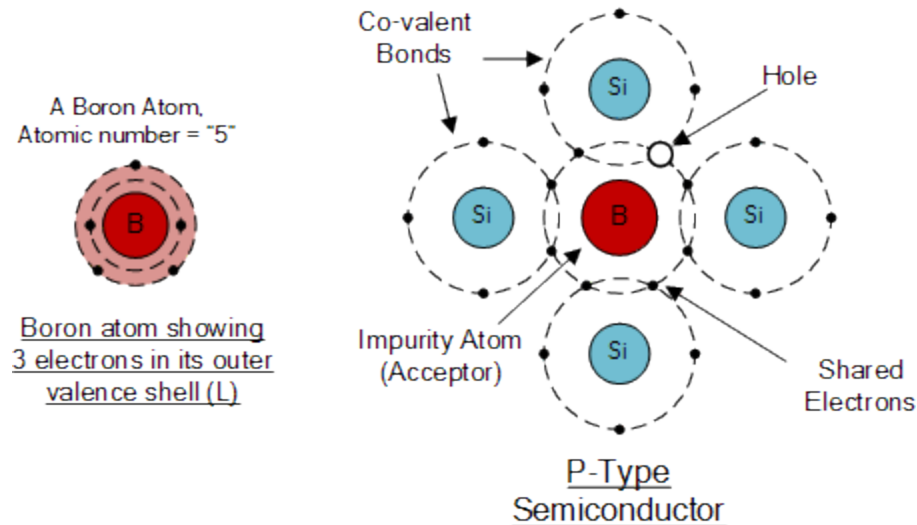 A Boron Atom,
Atomic number = "5"
B
Boron atom showing
3 electrons in its outer
valence shell (L)
Co-valent
Bonds
Hole
Si
Si
B
Si
Impurity Atom
(Acceptor)
Si
Shared
Electrons
P-Type
Semiconductor